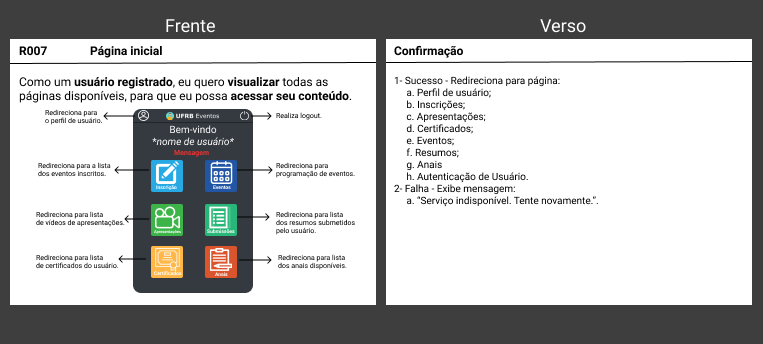 Frente
Verso
R007 Página inicial
Como um usuário registrado, eu quero visualizar todas as
páginas disponíveis, para que eu possa acessar seu conteúdo.
Redireciona para
o perfil de usuário.
UFRB Eventos
Realiza logout.
Bem-vindo
*nome de usuário*
Mensagem
Redireciona para a lista
dos eventos inscritos.
Inscrição
Eventos
Redireciona para
programação de eventos.
Redireciona para lista
de vídeos de apresentações.
Apresentações
Submissões
Redireciona para lista
dos resumos submetidos
pelo usuário.
Redireciona para lista
de certificados do usuário.
Certificados
Anais
Redireciona para lista
dos anais disponíveis.
Confirmação
1- Sucesso - Redireciona para página:
a. Perfil de usuário;
b. Inscrições;
c. Apresentações;
d. Certificados;
e. Eventos;
f. Resumos;
g. Anais
h. Autenticação de Usuário.
2- Falha - Exibe mensagem:
a. “Serviço indisponível. Tente novamente.”.